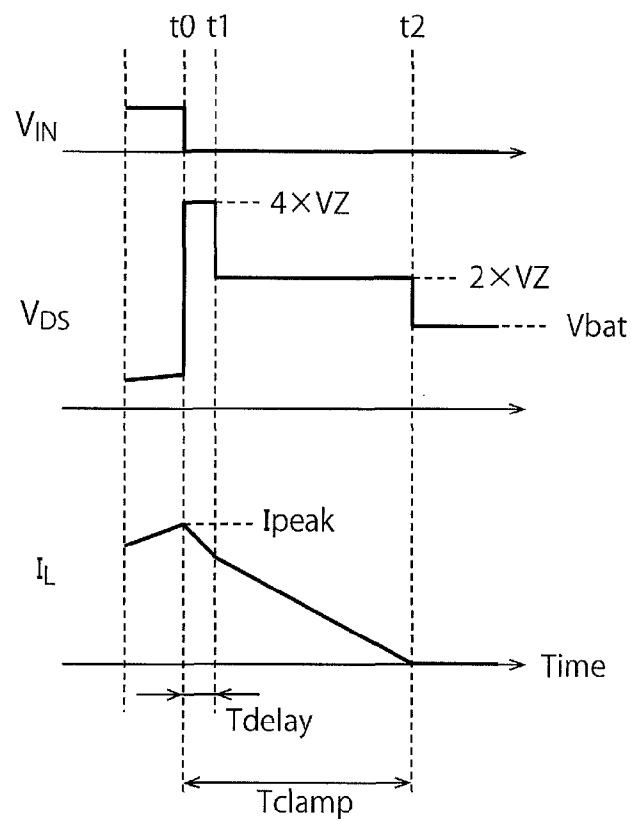 t0 t1 t2
VIN
4×VZ
2×VZ
VDS
Vbat
Ipeak
IL
Time
Tdelay
Tclamp